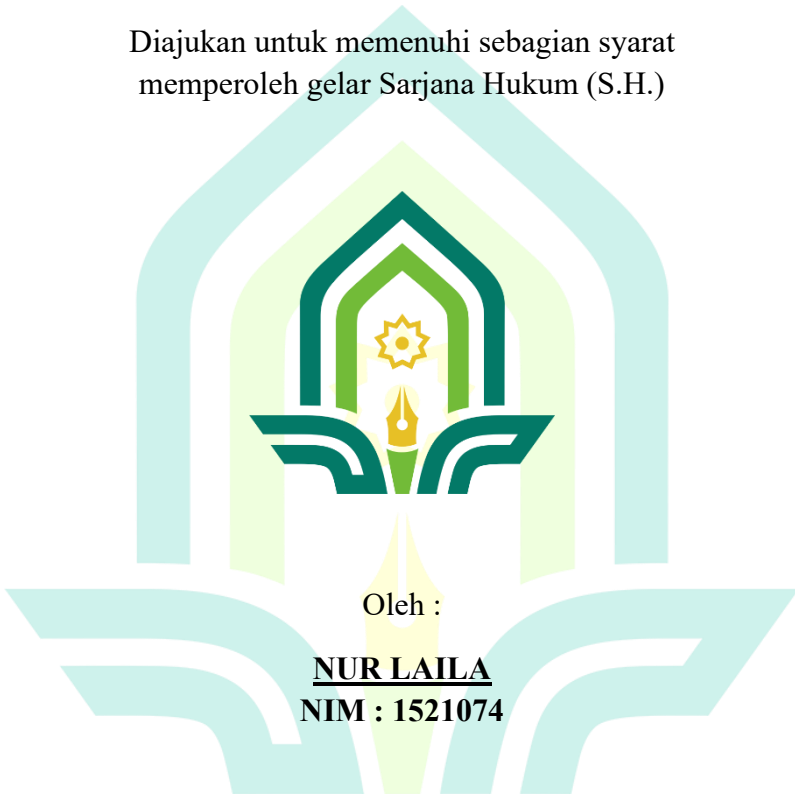 Diajukan untuk memenuhi sebagian syarat
memperoleh gelar Sarjana Hukum (S.H.)
Oleh :
NUR LAILA
NIM : 1521074